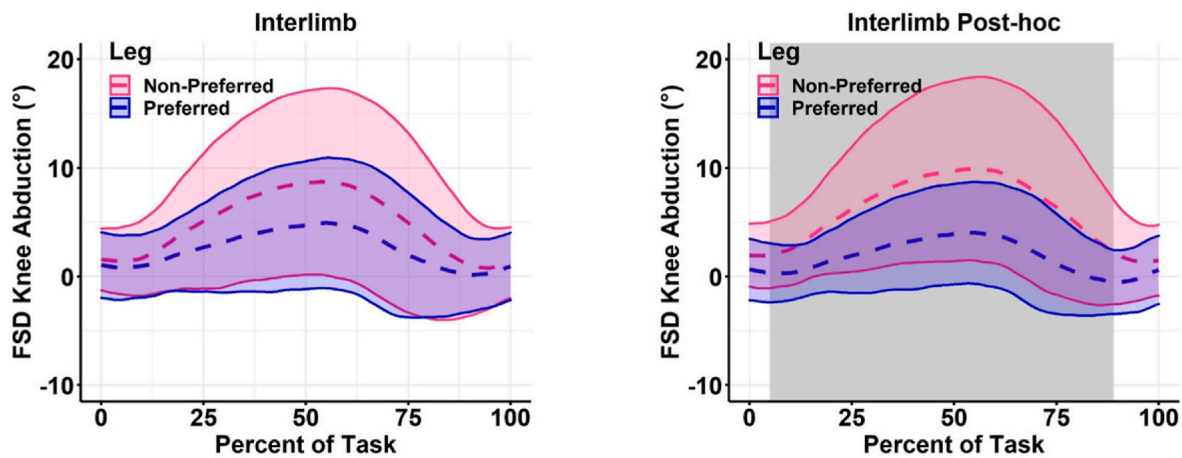 Interlimb
Leg
Non-Preferred
Preferred
FSD Knee Abduction (°)
20
10
0
-10
0 25 50 75 100
Percent of Task
Interlimb Post-hoc
Leg
Non-Preferred
Preferred
FSD Knee Abduction (°)
20
10
0
-10
0 25 50 75 100
Percent of Task